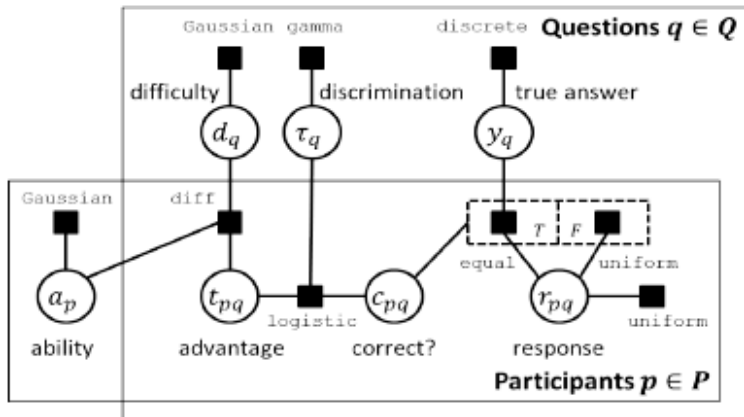 Gaussian gamma discrete Questions q ∈ Q
difficulty discrimination true answer
d_q τ_q y_q
Gaussian diff
T F
equal uniform
a_p t_pq c_pq r_pq
logistic uniform
ability advantage correct? response
Participants p ∈ P